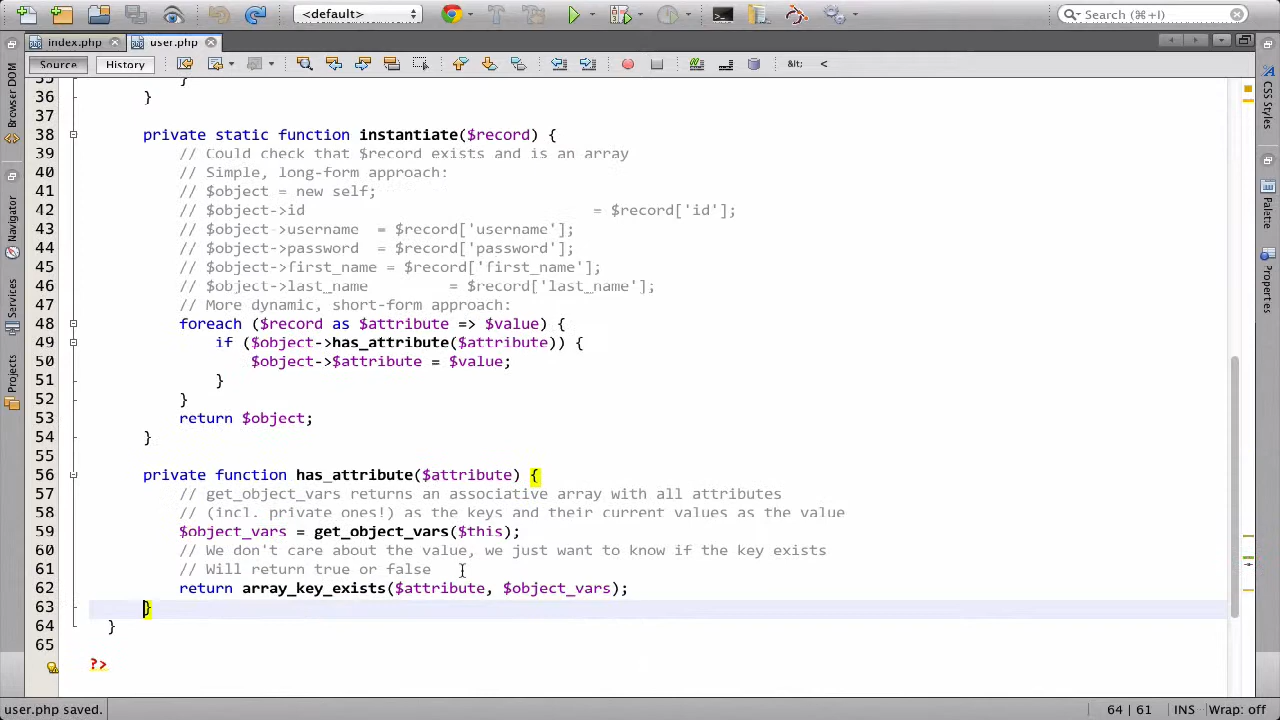 <default>
Search (⌘+I)
index.php
user.php
Source
History
&lt:
<
35 }
36 }
37
38 private static function instantiate($record) {
39 // Could check that $record exists and is an array
40 // Simple, long-form approach:
41 // $object = new self;
42 // $object->id = $record['id'];
43 // $object->username = $record['username'];
44 // $object->password = $record['password'];
45 // $object->first_name = $record['first_name'];
46 // $object->last_name = $record['last_name'];
47 // More dynamic, short-form approach:
48 foreach ($record as $attribute => $value) {
49 if ($object->has_attribute($attribute)) {
50 $object->$attribute = $value;
51 }
52 }
53 return $object;
54 }
55
56 private function has_attribute($attribute) {
57 // get_object_vars returns an associative array with all attributes
58 // (incl. private ones!) as the keys and their current values as the value
59 $object_vars = get_object_vars($this);
60 // We don't care about the value, we just want to know if the key exists
61 // Will return true or false
62 return array_key_exists($attribute, $object_vars);
63 }
64 }
65
?>
Browser DOM
Navigator
Services
Projects
CSS Styles
Palette
Properties
user.php saved.
64 | 61
INS
Wrap: off